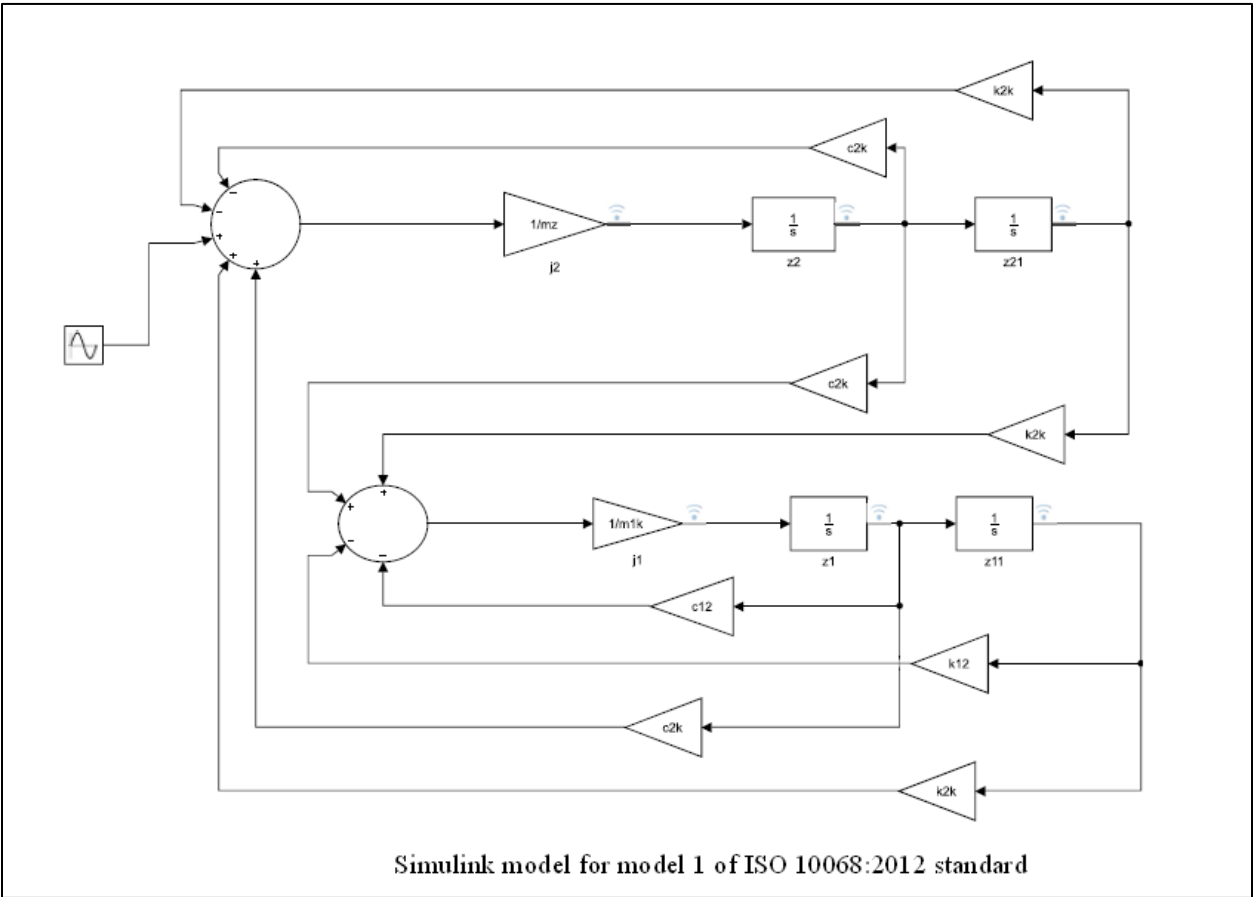 k2k
c2k
−
−
+
+
+
1/mz
j2
1
s
z2
1
s
z21
c2k
k2k
+
+
−
−
1/m1k
j1
1
s
z1
1
s
z11
c12
k12
c2k
k2k
Simulink model for model 1 of ISO 10068:2012 standard